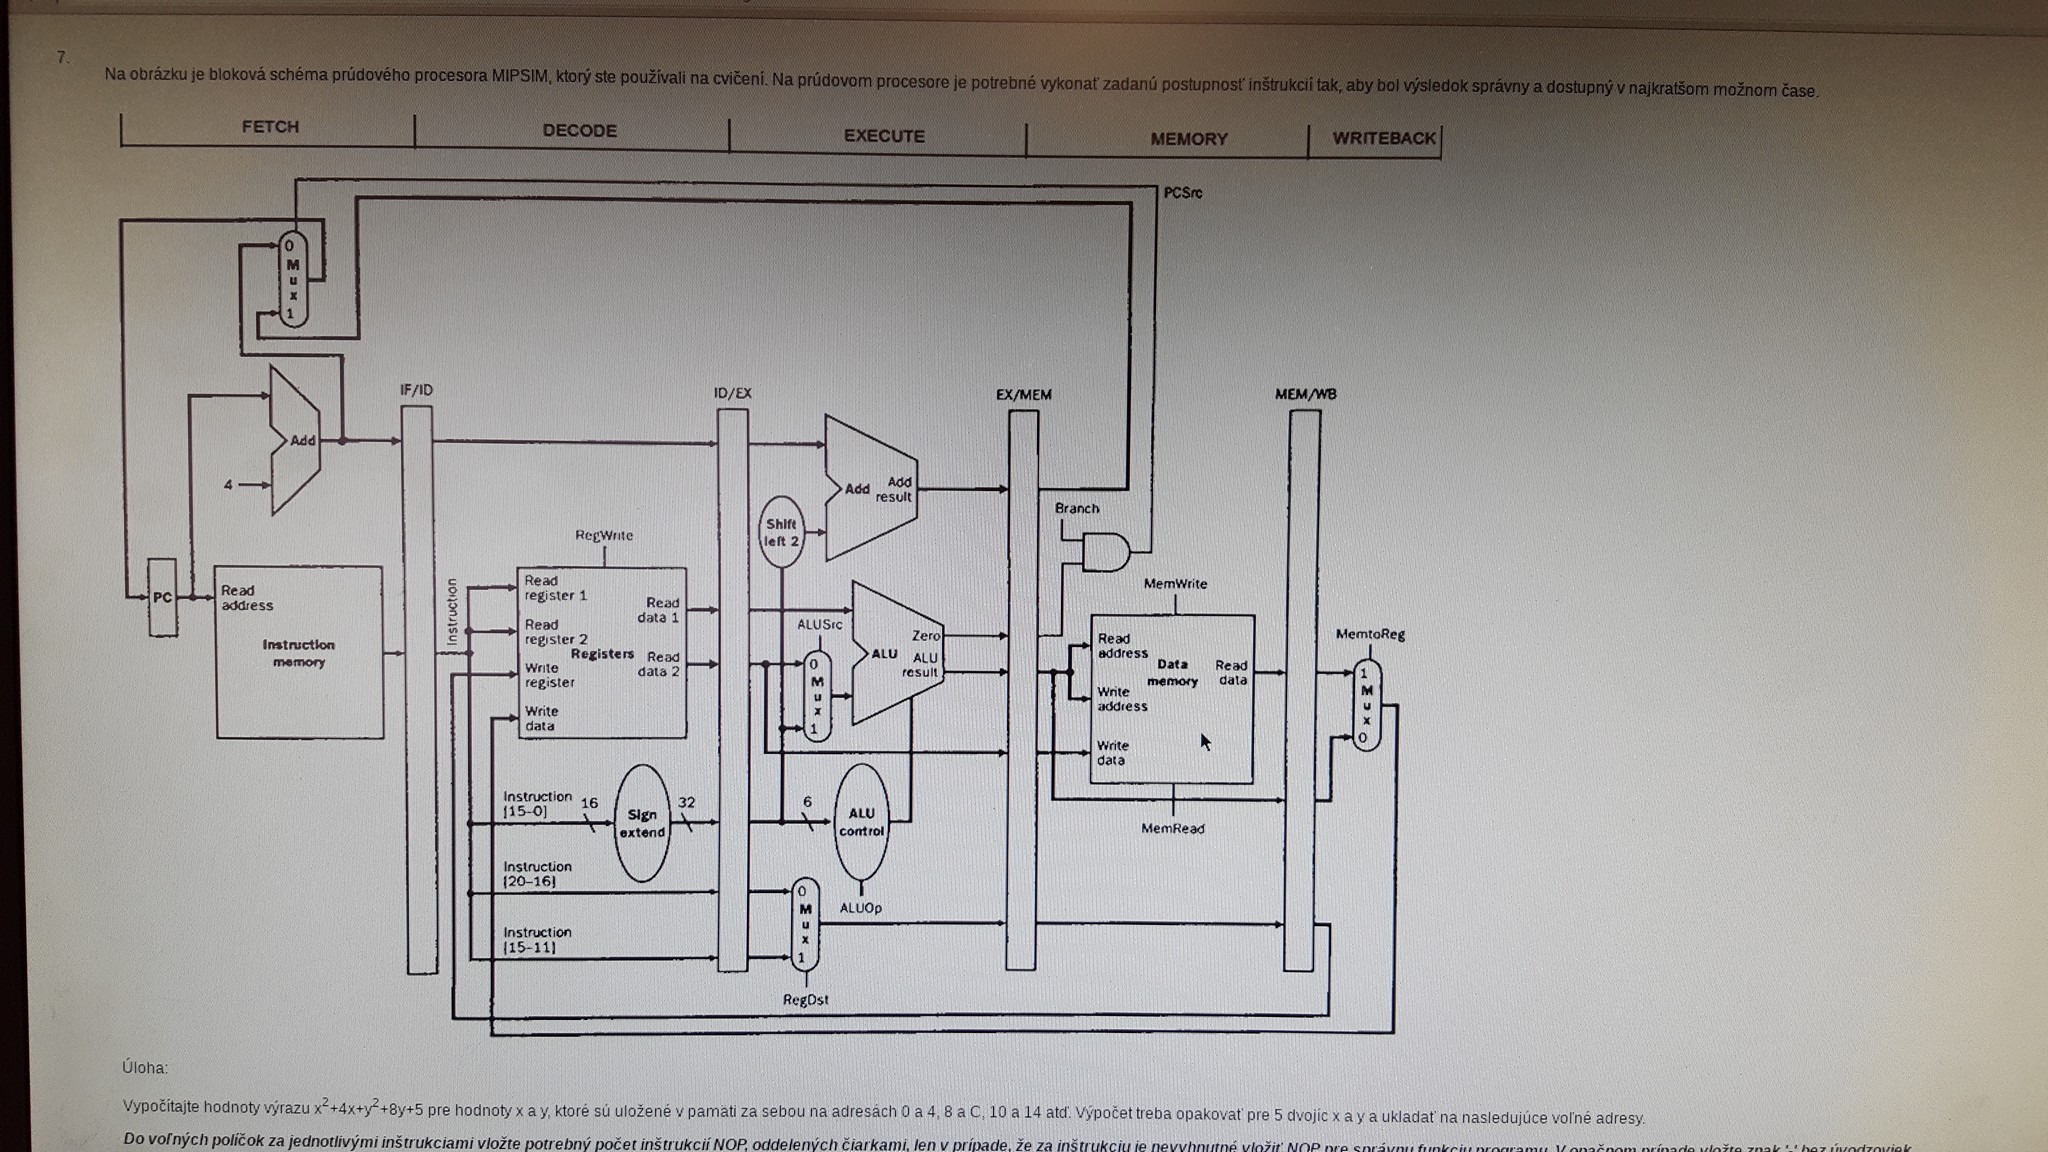 7.
Na obrázku je bloková schéma prúdového procesora MIPSIM, ktorý ste používali na cvičení. Na prúdovom procesore je potrebné vykonať zadanú postupnosť inštrukcií tak, aby bol výsledok správny a dostupný v najkratšom možnom čase.
FETCH
DECODE
EXECUTE
MEMORY
WRITEBACK
PCSrc
0
M
u
x
1
IF/ID
ID/EX
EX/MEM
MEM/WB
Add
4
Add
Add
result
Shift
left 2
Branch
RegWrite
MemWrite
PC
Read
address
Instruction
memory
Instruction
Read
register 1
Read
register 2
Write
register
Write
data
Registers
Read
data 1
Read
data 2
ALUSrc
0
M
u
x
1
Zero
ALU
ALU
result
Read
address
Write
address
Write
data
Data
memory
Read
data
MemtoReg
1
M
u
x
0
Instruction
[15–0]
16
Sign
extend
32
6
ALU
control
MemRead
Instruction
[20–16]
ALUOp
0
M
u
x
1
Instruction
[15–11]
RegDst
Úloha:
Vypočítajte hodnoty výrazu x²+4x+y²+8y+5 pre hodnoty x a y, ktoré sú uložené v pamäti za sebou na adresách 0 a 4, 8 a C, 10 a 14 atď. Výpočet treba opakovať pre 5 dvojíc x a y a ukladať na nasledujúce voľné adresy.
Do voľných políčok za jednotlivými inštrukciami vložte potrebný počet inštrukcií NOP, oddelených čiarkami, len v prípade, že za inštrukciu je nevyhnutné vložiť NOP pre správnu funkciu programu. V opačnom prípade vložte znak '-' bez úvodzoviek